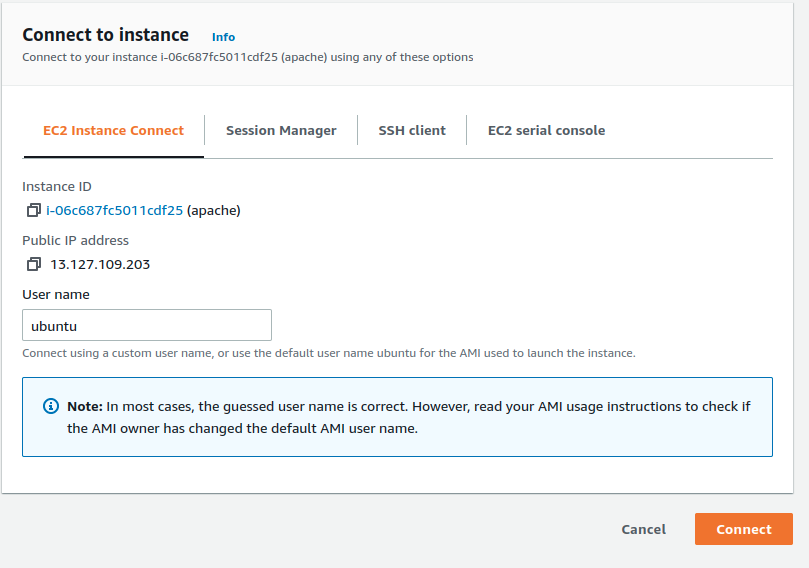 Connect to instance Info
Connect to your instance i-06c687fc5011cdf25 (apache) using any of these options
EC2 Instance Connect Session Manager SSH client EC2 serial console
Instance ID
i-06c687fc5011cdf25 (apache)
Public IP address
13.127.109.203
User name
ubuntu
Connect using a custom user name, or use the default user name ubuntu for the AMI used to launch the instance.
Note: In most cases, the guessed user name is correct. However, read your AMI usage instructions to check if
the AMI owner has changed the default AMI user name.
Cancel Connect